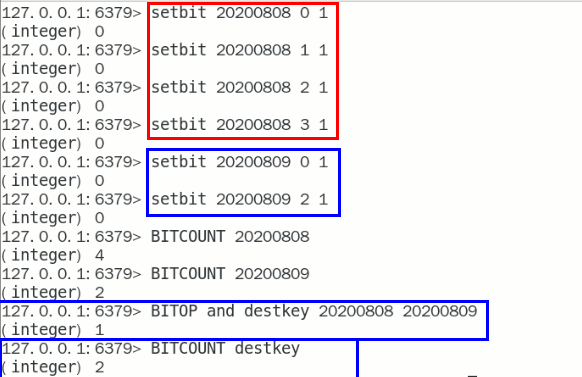 127.0.0.1:6379> setbit 20200808 0 1
(integer) 0
127.0.0.1:6379> setbit 20200808 1 1
(integer) 0
127.0.0.1:6379> setbit 20200808 2 1
(integer) 0
127.0.0.1:6379> setbit 20200808 3 1
(integer) 0
127.0.0.1:6379> setbit 20200809 0 1
(integer) 0
127.0.0.1:6379> setbit 20200809 2 1
(integer) 0
127.0.0.1:6379> BITCOUNT 20200808
(integer) 4
127.0.0.1:6379> BITCOUNT 20200809
(integer) 2
127.0.0.1:6379> BITOP and destkey 20200808 20200809
(integer) 1
127.0.0.1:6379> BITCOUNT destkey
(integer) 2